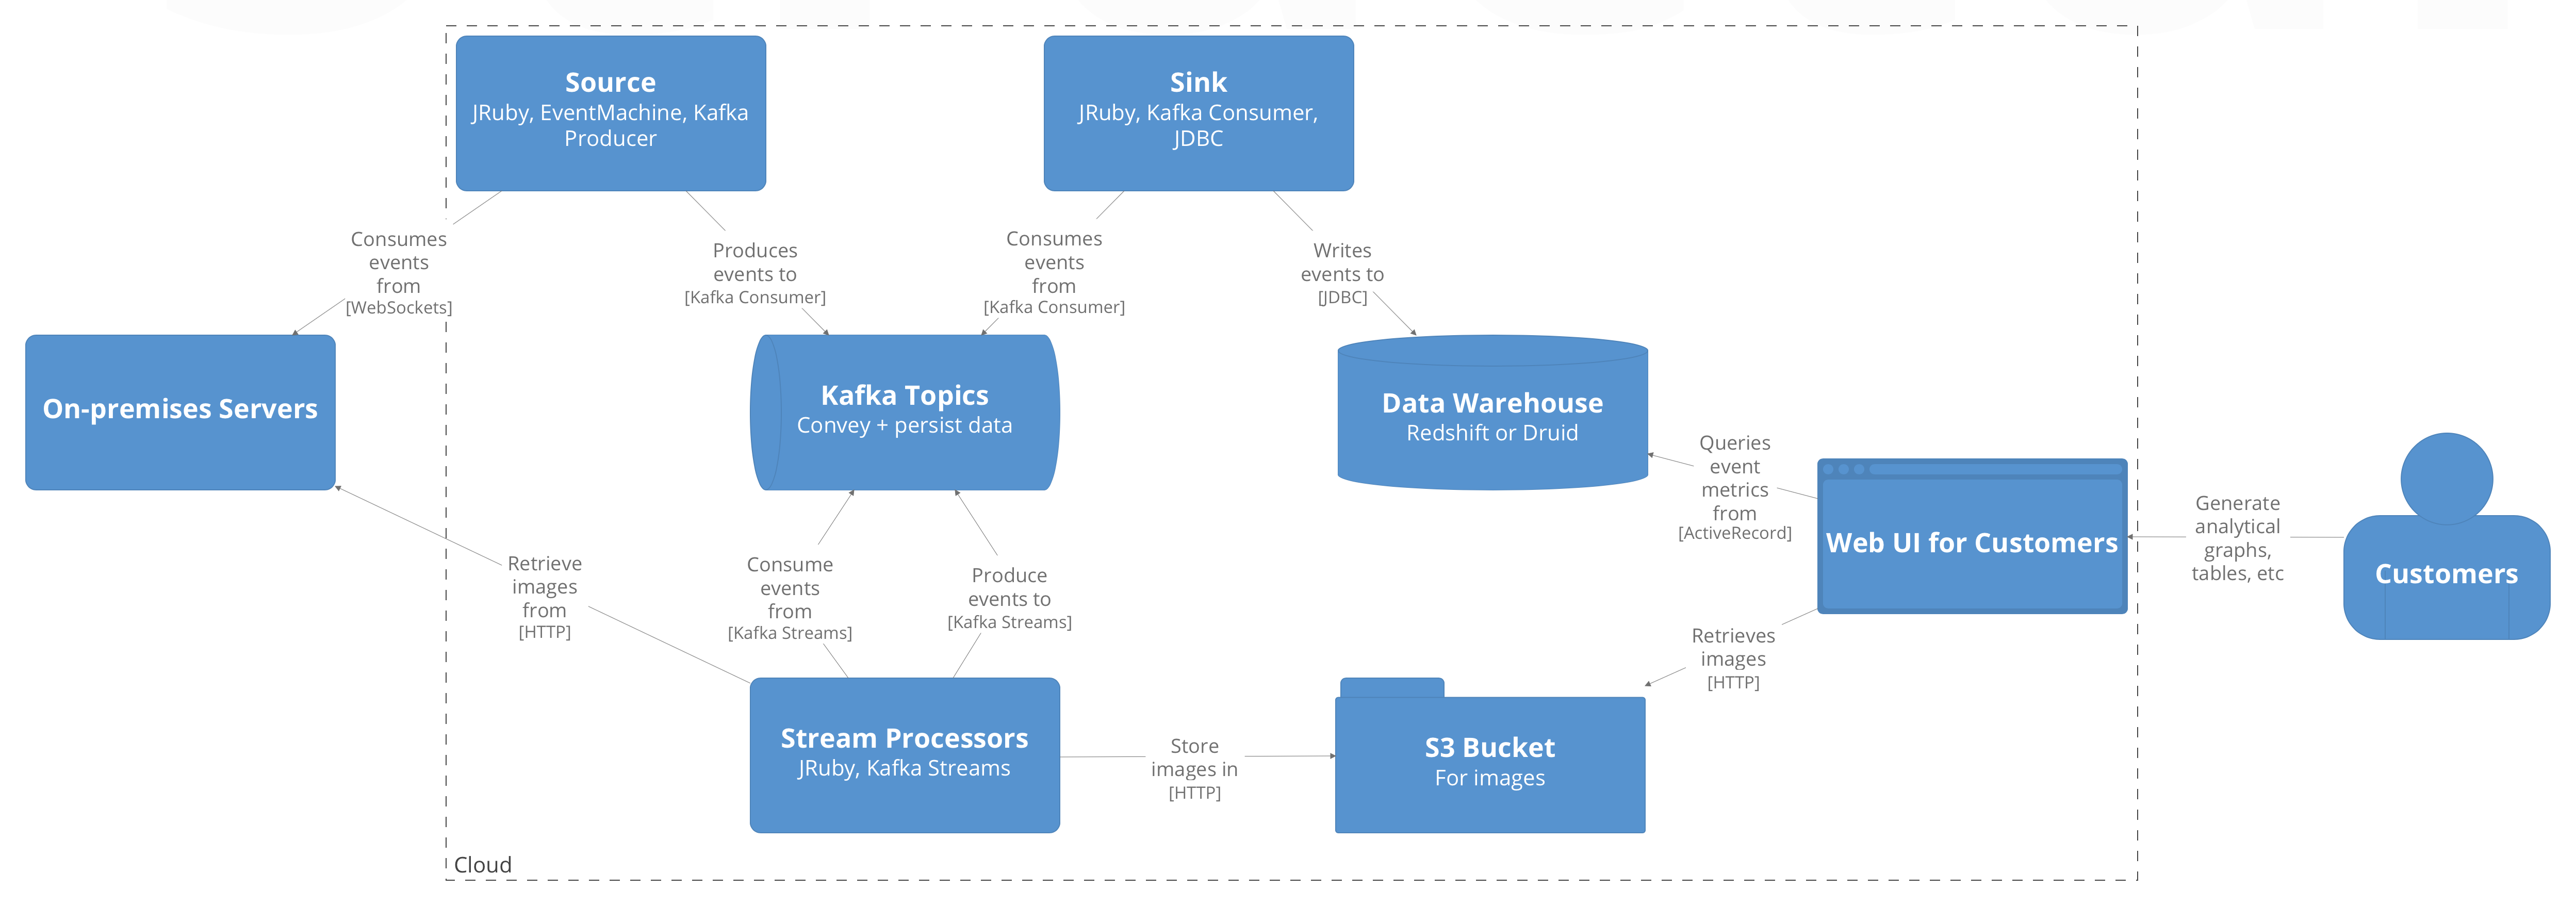 Source
JRuby, EventMachine, Kafka
Producer
Sink
JRuby, Kafka Consumer,
JDBC
Consumes
events
from
[WebSockets]
Produces
events to
[Kafka Consumer]
Consumes
events
from
[Kafka Consumer]
Writes
events to
[JDBC]
On-premises Servers
Kafka Topics
Convey + persist data
Data Warehouse
Redshift or Druid
Queries
event
metrics
from
[ActiveRecord]
Web UI for Customers
Generate
analytical
graphs,
tables, etc
Customers
Retrieve
images
from
[HTTP]
Consume
events
from
[Kafka Streams]
Produce
events to
[Kafka Streams]
Retrieves
images
[HTTP]
Stream Processors
JRuby, Kafka Streams
Store
images in
[HTTP]
S3 Bucket
For images
Cloud